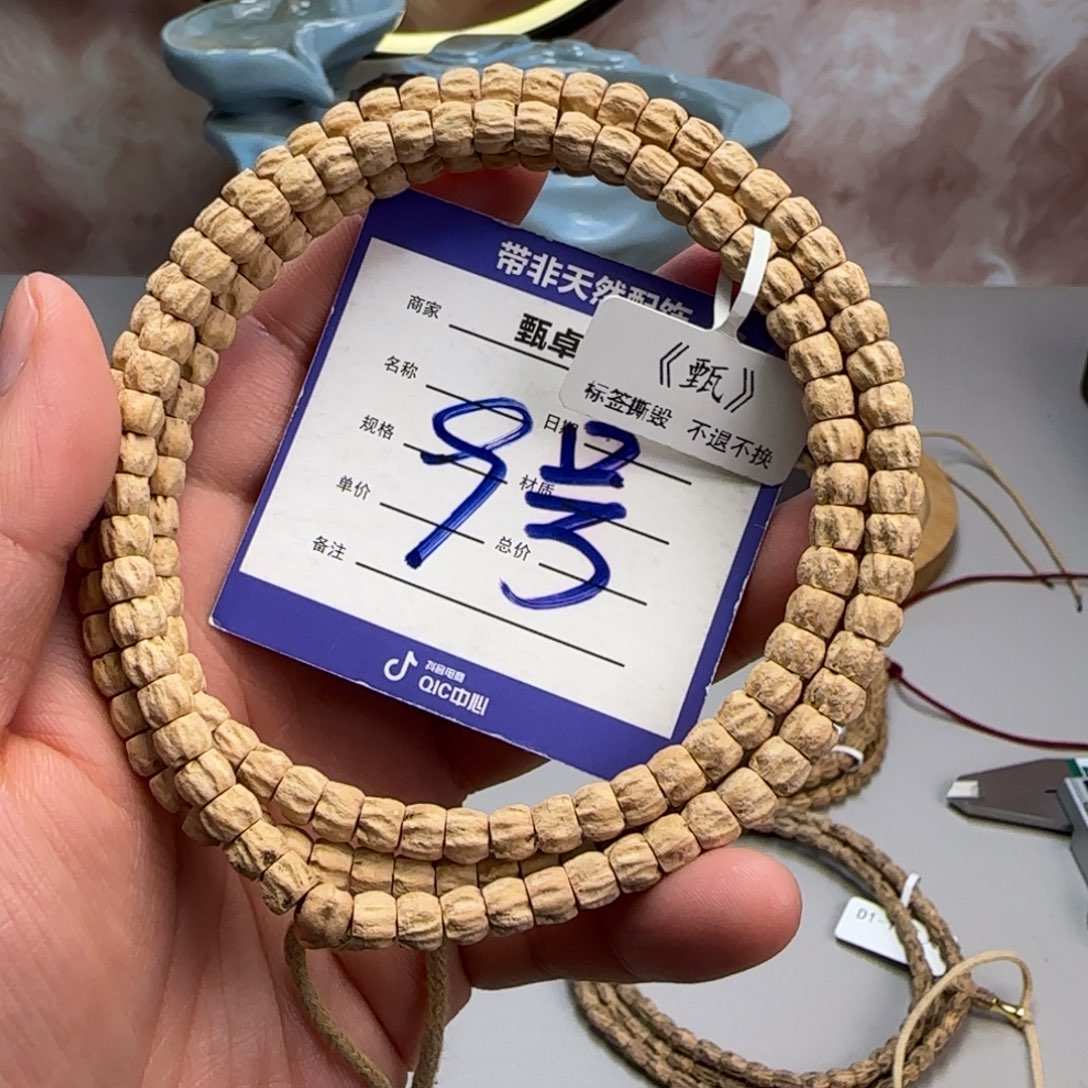 带非天然配饰
商家 甄卓
《甄》
标签撕毁 不退不换
名称
日期
规格
9号
材质
单价
总价
备注
抖音电商
QIC中心
D1-